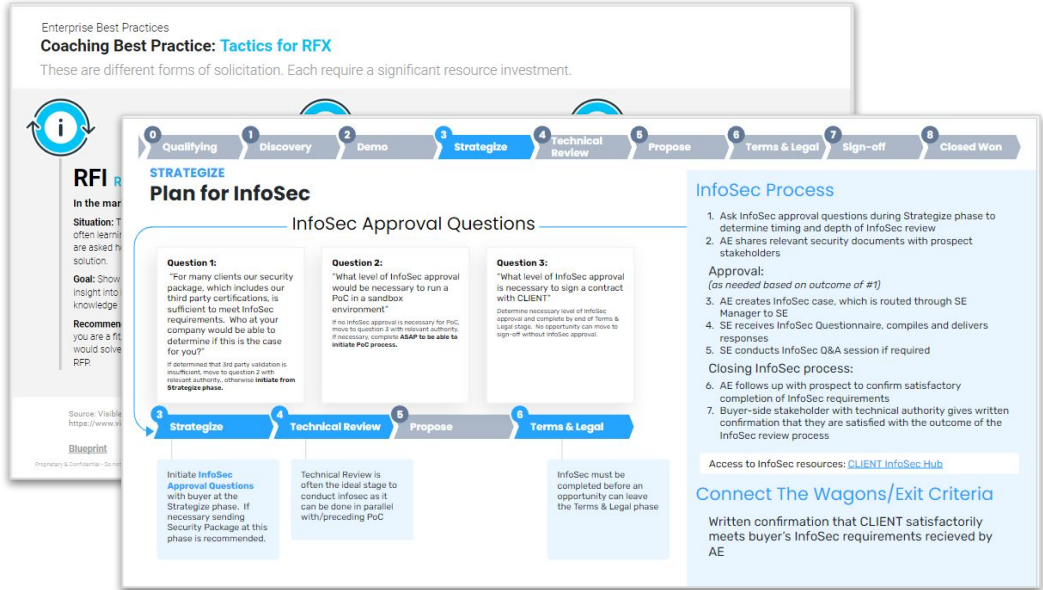 Enterprise Best Practices
Coaching Best Practice: Tactics for RFX
These are different forms of solicitation. Each require a significant resource investment.
i
RFI
In the mar
Situation: T
often learnin
are asked h
solution.
Goal: Show
insight into
knowledge
Recommen
you are a fit
would solve
RFP.
Source: Visible
https://www.vi
Blueprint
Proprietary & Confidential - Do not
0
Qualifying
1
Discovery
2
Demo
3
Strategize
4
Technical
Review
5
Propose
6
Terms & Legal
7
Sign-off
8
Closed Won
STRATEGIZE
Plan for InfoSec
InfoSec Approval Questions
Question 1:
"For many clients our security
package, which includes our
third party certifications, is
sufficient to meet InfoSec
requirements. Who at your
company would be able to
determine if this is the case
for you?"
If determined that 3rd party validation is
insufficient, move to question 2 with
relevant authority., otherwise initiate from
Strategize phase.
Question 2:
"What level of InfoSec approval
would be necessary to run a
PoC in a sandbox
environment"
If no InfoSec approval is necessary for PoC,
move to question 3 with relevant authority.
If necessary, complete ASAP to be able to
initiate PoC process.
Question 3:
"What level of InfoSec approval
is necessary to sign a contract
with CLIENT"
Determine necessary level of InfoSec
approval and complete by end of Terms &
Legal stage. No opportunity can move to
sign-off without InfoSec approval.
3
Strategize
4
Technical Review
5
Propose
6
Terms & Legal
Initiate InfoSec
Approval Questions
with buyer at the
Strategize phase. If
necessary sending
Security Package at this
phase is recommended.
Technical Review is
often the ideal stage to
conduct infosec as it
can be done in parallel
with/preceding PoC
InfoSec must be
completed before an
opportunity can leave
the Terms & Legal phase
InfoSec Process
1. Ask InfoSec approval questions during Strategize phase to
determine timing and depth of InfoSec review
2. AE shares relevant security documents with prospect
stakeholders
Approval:
(as needed based on outcome of #1)
3. AE creates InfoSec case, which is routed through SE
Manager to SE
4. SE receives InfoSec Questionnaire, compiles and delivers
responses
5. SE conducts InfoSec Q&A session if required
Closing InfoSec process:
6. AE follows up with prospect to confirm satisfactory
completion of InfoSec requirements
7. Buyer-side stakeholder with technical authority gives written
confirmation that they are satisfied with the outcome of the
InfoSec review process
Access to InfoSec resources: CLIENT InfoSec Hub
Connect The Wagons/Exit Criteria
Written confirmation that CLIENT satisfactorily
meets buyer's InfoSec requirements recieved by
AE